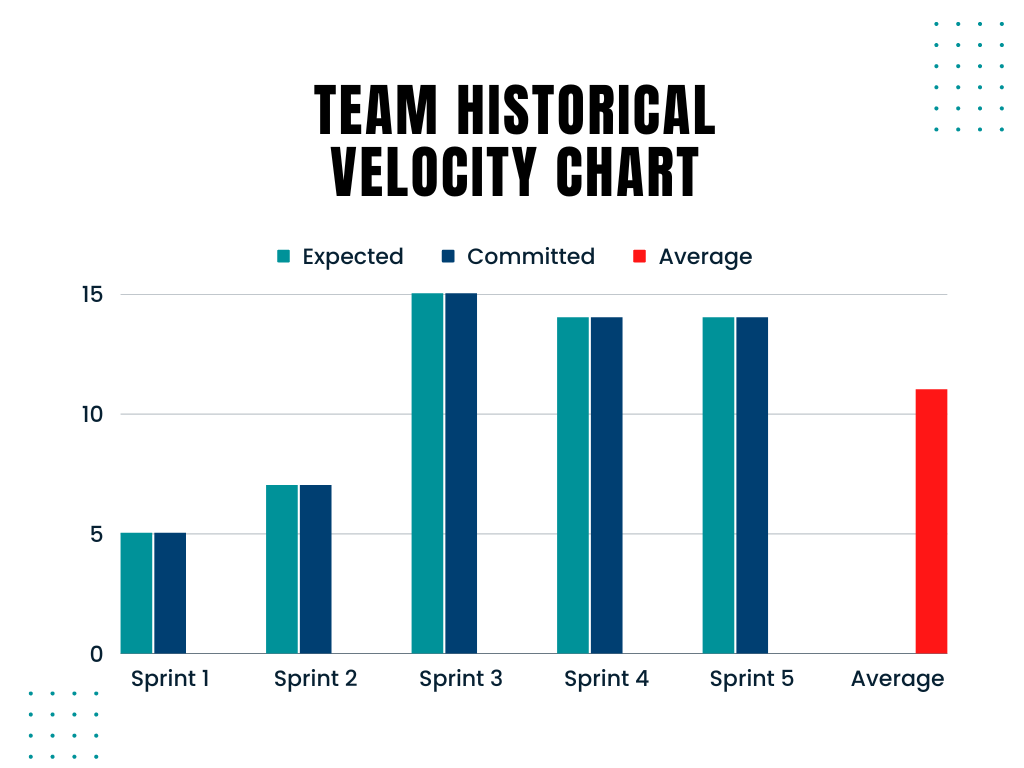 TEAM HISTORICAL
VELOCITY CHART
Expected Committed Average
15
10
5
0
Sprint 1 Sprint 2 Sprint 3 Sprint 4 Sprint 5 Average